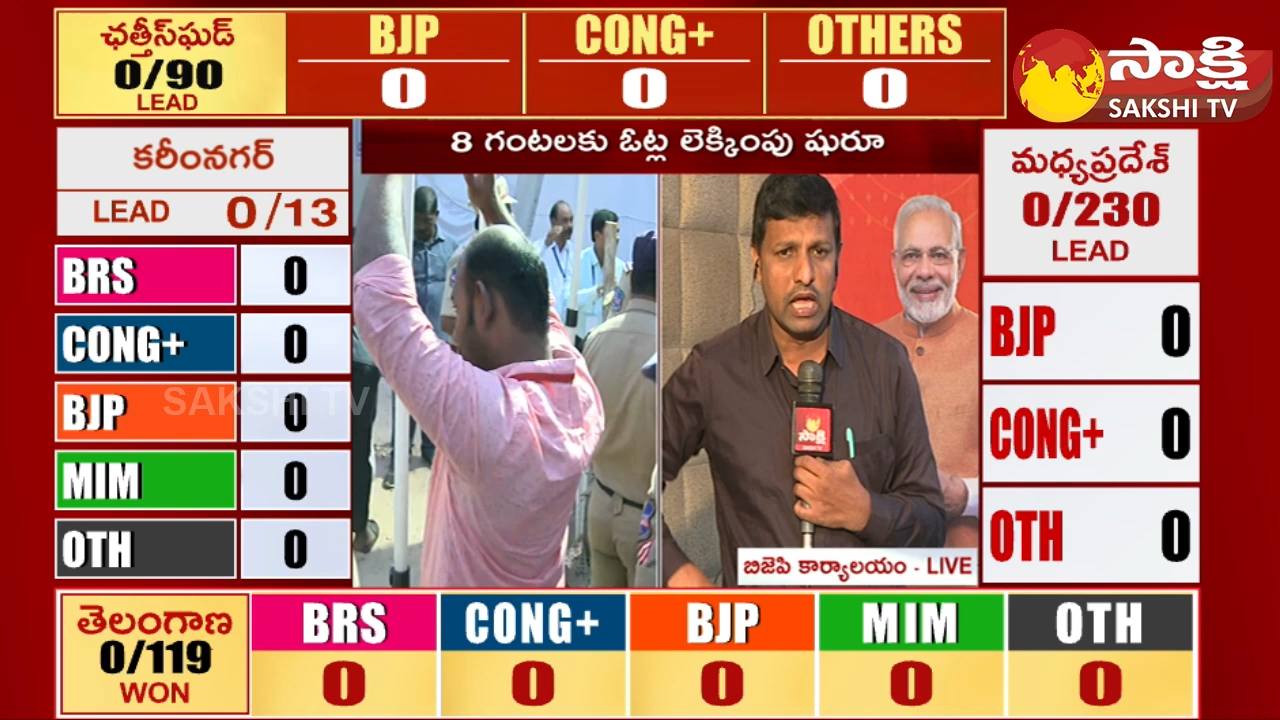 ఛత్తీస్‌ఘడ్
0/90
LEAD
BJP
0
CONG+
0
OTHERS
0
సాక్షి
SAKSHI TV
కరీంనగర్
LEAD 0/13
BRS 0
CONG+ 0
BJP 0
MIM 0
OTH 0
SAKSHI TV
8 గంటలకు ఓట్ల లెక్కింపు షురూ
సాక్షి
బిజెపి కార్యాలయం - LIVE
మధ్యప్రదేశ్
0/230
LEAD
BJP 0
CONG+ 0
OTH 0
తెలంగాణ
0/119
WON
BRS
0
CONG+
0
BJP
0
MIM
0
OTH
0